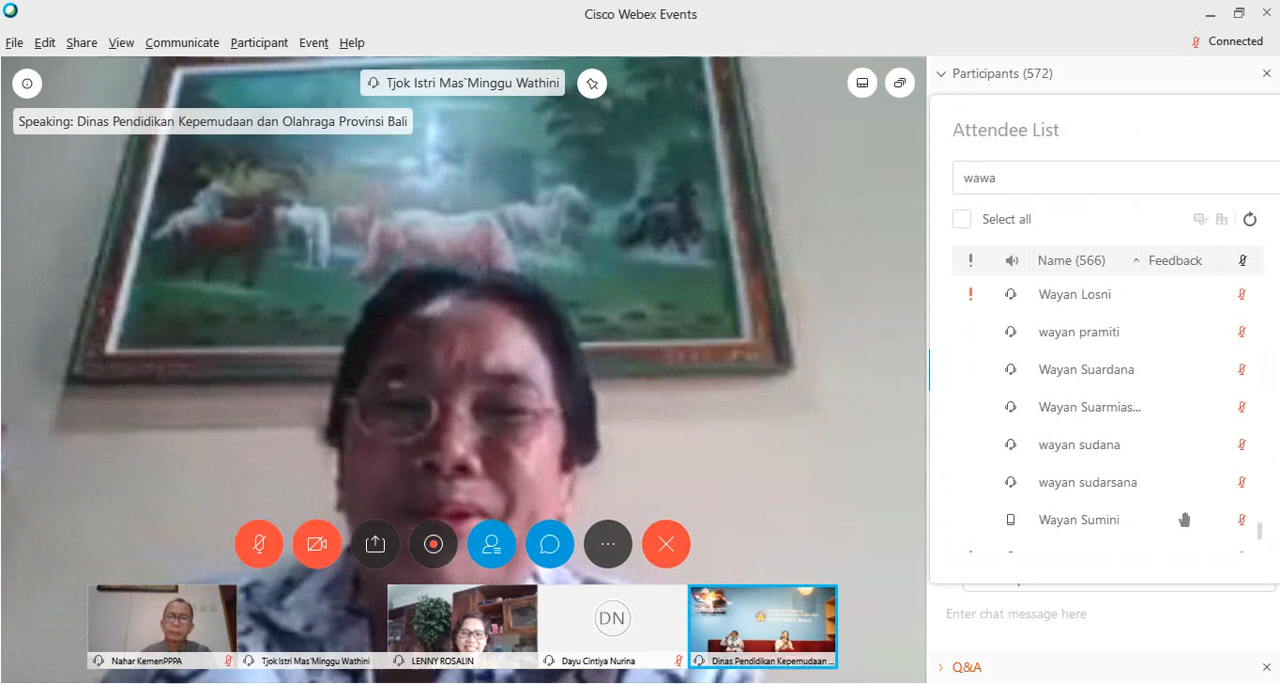 Cisco Webex Events
File Edit Share View Communicate Participant Event Help
Connected
Tjok Istri Mas`Minggu Wathini
Speaking: Dinas Pendidikan Kepemudaan dan Olahraga Provinsi Bali
Participants (572)
Attendee List
wawa
Select all
Name (566) Feedback
Wayan Losni
wayan pramiti
Wayan Suardana
Wayan Suarmias...
wayan sudana
wayan sudarsana
Wayan Sumini
Enter chat message here
Q&A
DN
Nahar KemenPPPA
Tjok Istri Mas`Minggu Wathini
LENNY ROSALIN
Dayu Cintiya Nurina
Dinas Pendidikan Kepemudaan ...